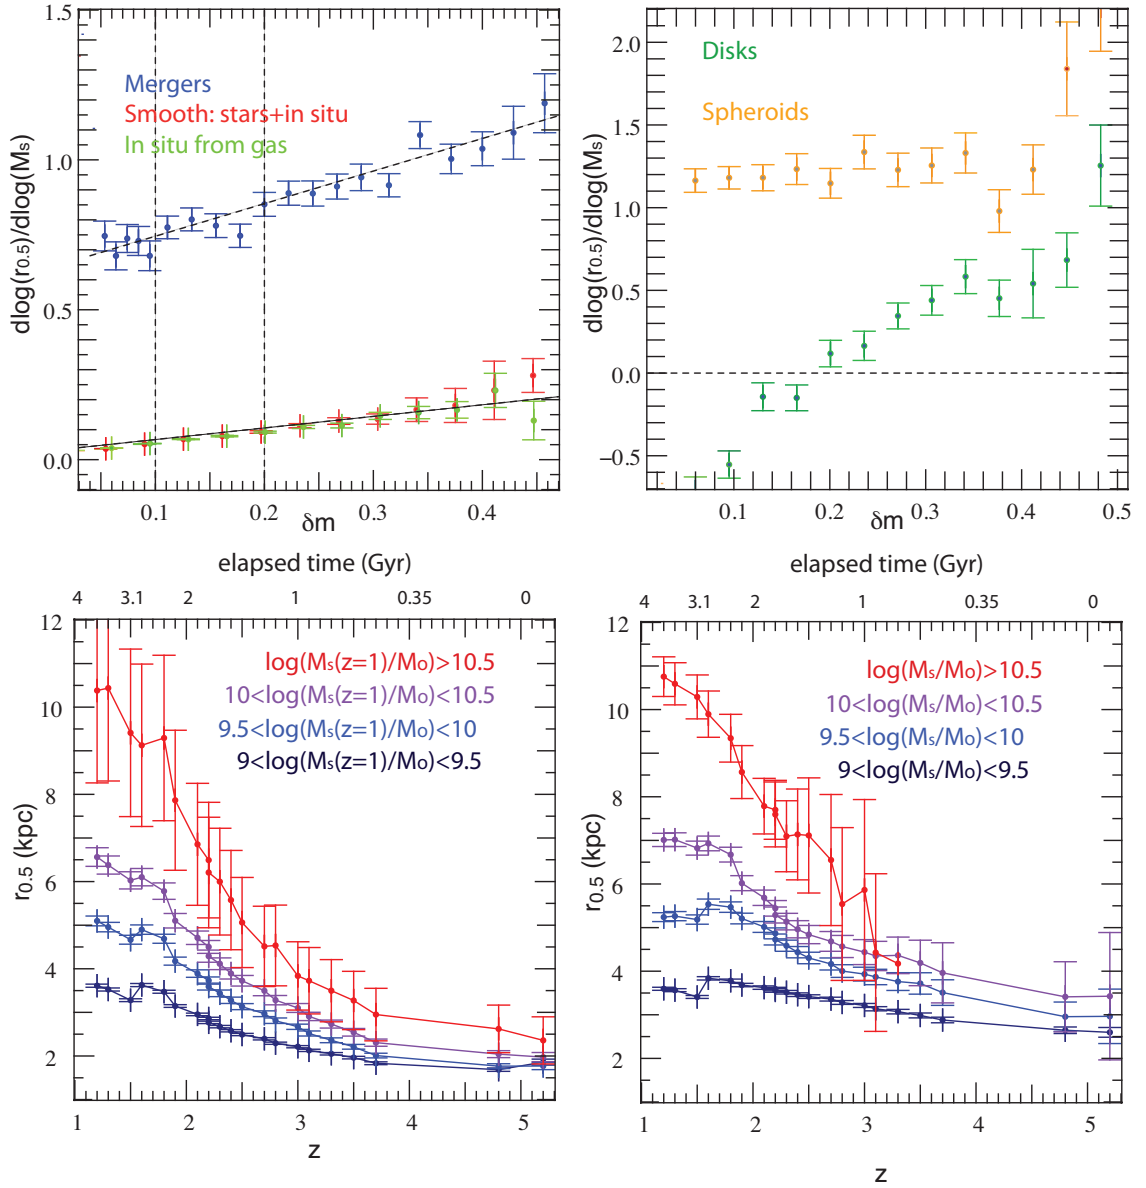 1.5
1.0
0.5
0.0
dlog(r0.5)/dlog(Ms)
Mergers
Smooth: stars+in situ
In situ from gas
0.1
0.2
0.3
0.4
δm
2.0
1.5
1.0
0.5
0.0
−0.5
dlog(r0.5)/dlog(Ms)
Disks
Spheroids
0.1
0.2
0.3
0.4
0.5
δm
elapsed time (Gyr)
4 3.1 2 1 0.35 0
12
10
8
6
4
2
r0.5 (kpc)
log(Ms(z=1)/Mo)>10.5
10<log(Ms(z=1)/Mo)<10.5
9.5<log(Ms(z=1)/Mo)<10
9<log(Ms(z=1)/Mo)<9.5
1 2 3 4 5
z
elapsed time (Gyr)
4 3.1 2 1 0.35 0
12
10
8
6
4
2
r0.5 (kpc)
log(Ms/Mo)>10.5
10<log(Ms/Mo)<10.5
9.5<log(Ms/Mo)<10
9<log(Ms/Mo)<9.5
1 2 3 4 5
z